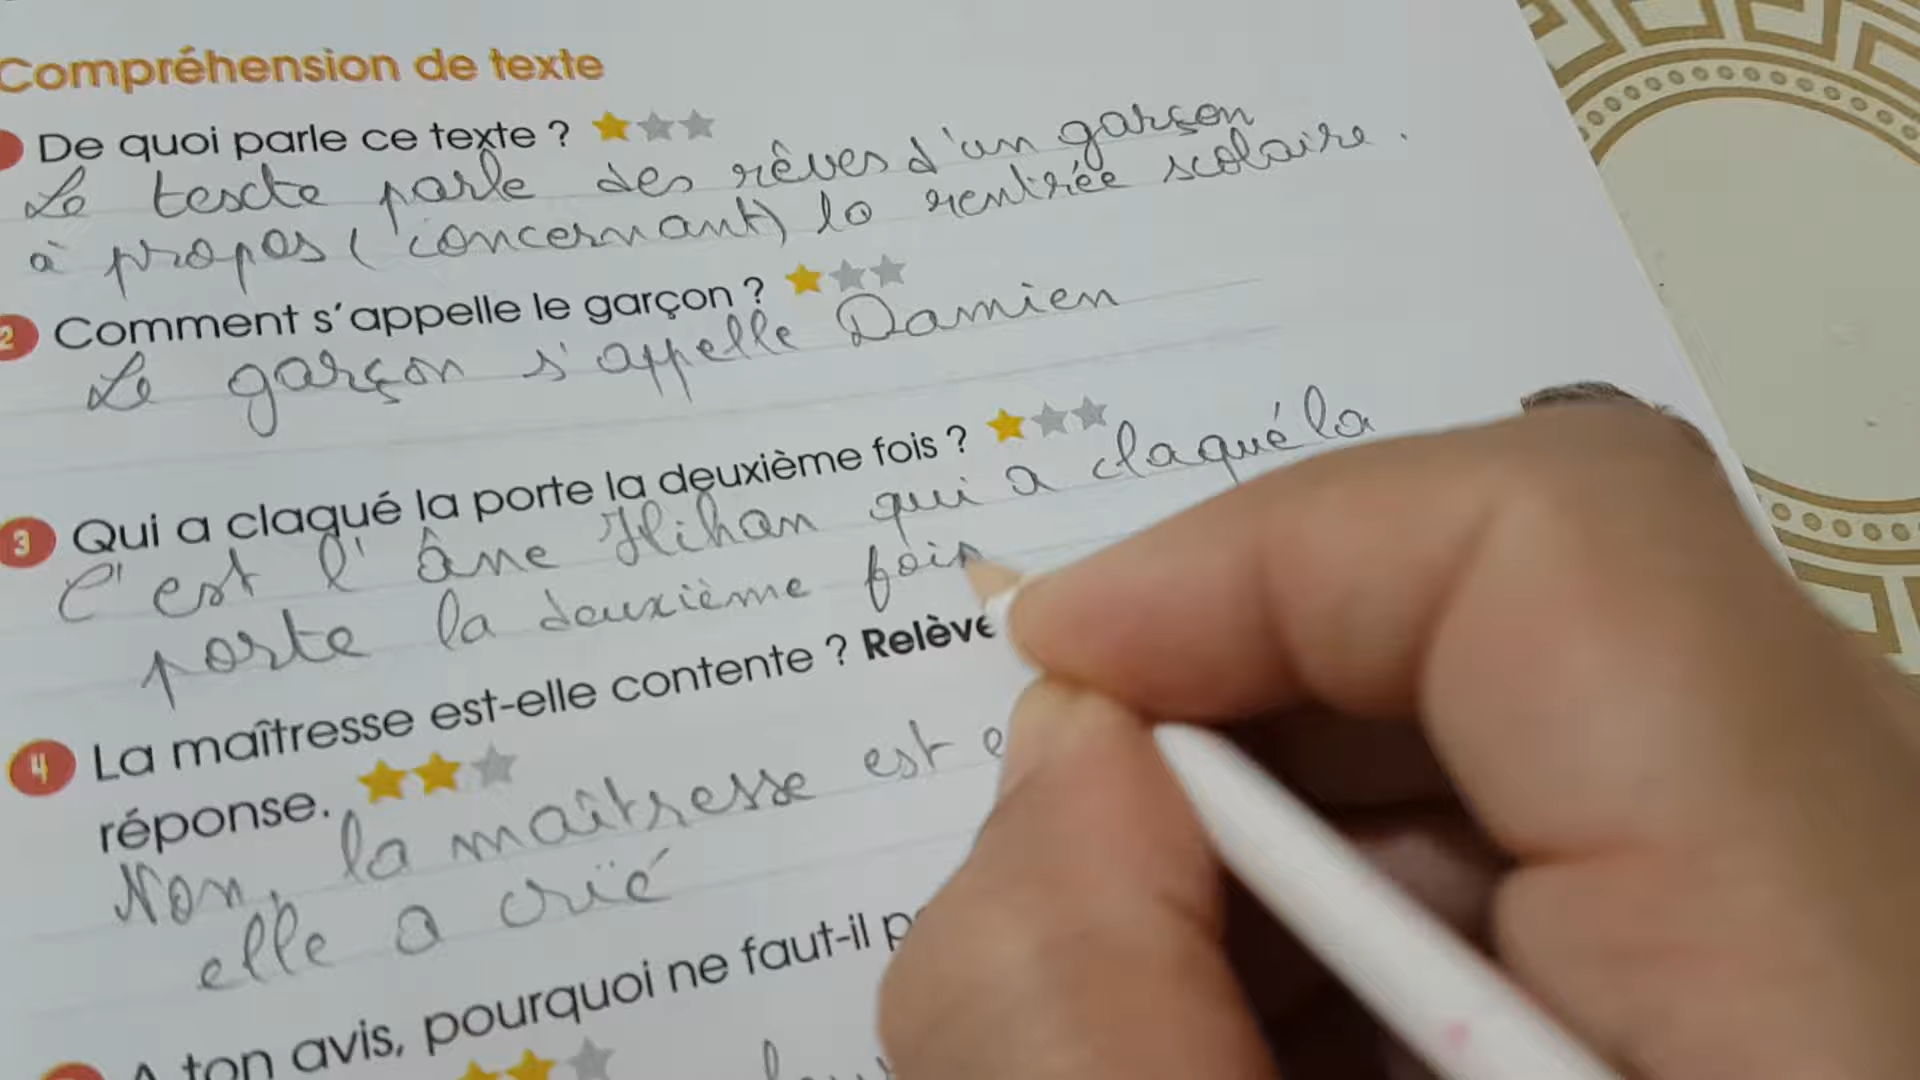 Compréhension de texte
De quoi parle ce texte ?
Le texte parle des rêves d'un garçon
à propos (concernant) la rentrée scolaire.
2 Comment s'appelle le garçon ?
Le garçon s'appelle Damien
3 Qui a claqué la porte la deuxième fois ?
C'est l'âne Hihan qui a claqué la
porte la deuxième fois
4 La maîtresse est-elle contente ? Relève
réponse.
Non, la maîtresse est
elle a crié
A ton avis, pourquoi ne faut-il